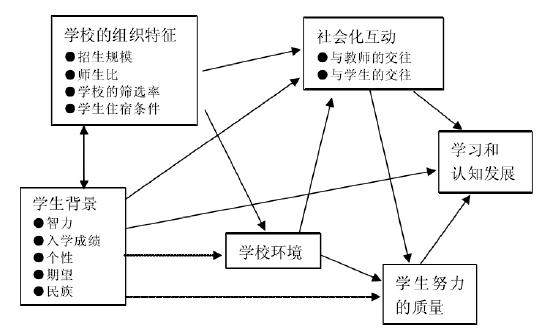 学校的组织特征
●招生规模
●师生比
●学校的筛选率
●学生住宿条件
社会化互动
●与教师的交往
●与学生的交往
学习和
认知发展
学生背景
●智力
●入学成绩
●个性
●期望
●民族
学校环境
学生努力
的质量